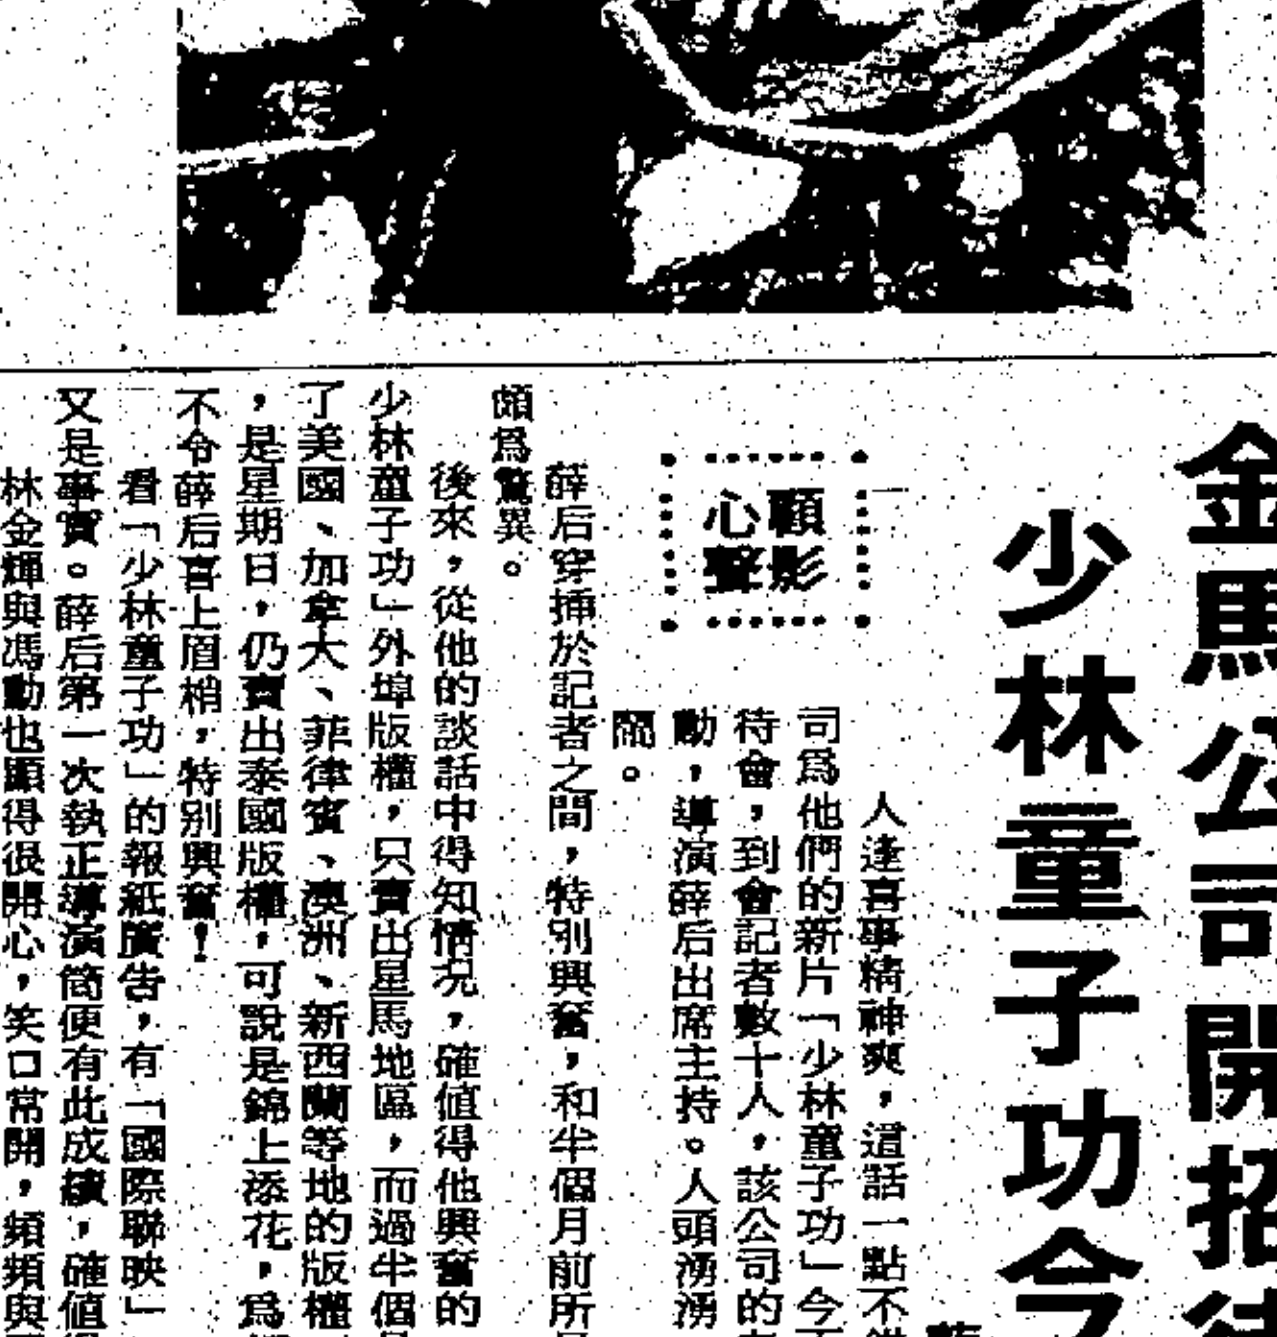 金馬公司開招待
少林童子功今
顧影
心聲
人逢喜事精神爽，這話一點不錯
司爲他們的新片「少林童子功」今
待會，到會記者數十人，該公司的
勳，導演薛后出席主持。人頭湧湧
鬧。
薛后穿插於記者之間，特別興奮，和半個月前所
頗爲驚異。
後來，從他的談話中得知情況，確值得他興奮的
少林童子功」外埠版權，只賣出星馬地區，而過半個
了美國、加拿大、菲律賓、澳洲、新西蘭等地的版權
，是星期日，仍賣出泰國版權，可說是錦上添花，爲
不令薛后喜上眉梢，特別興奮！
看「少林童子功」的報紙廣告，有「國際聯映」
又是事實。薛后第一次執正導演筒便有此成績，確值
林金輝與馮勳也顯得很開心，笑口常開，頻頻與